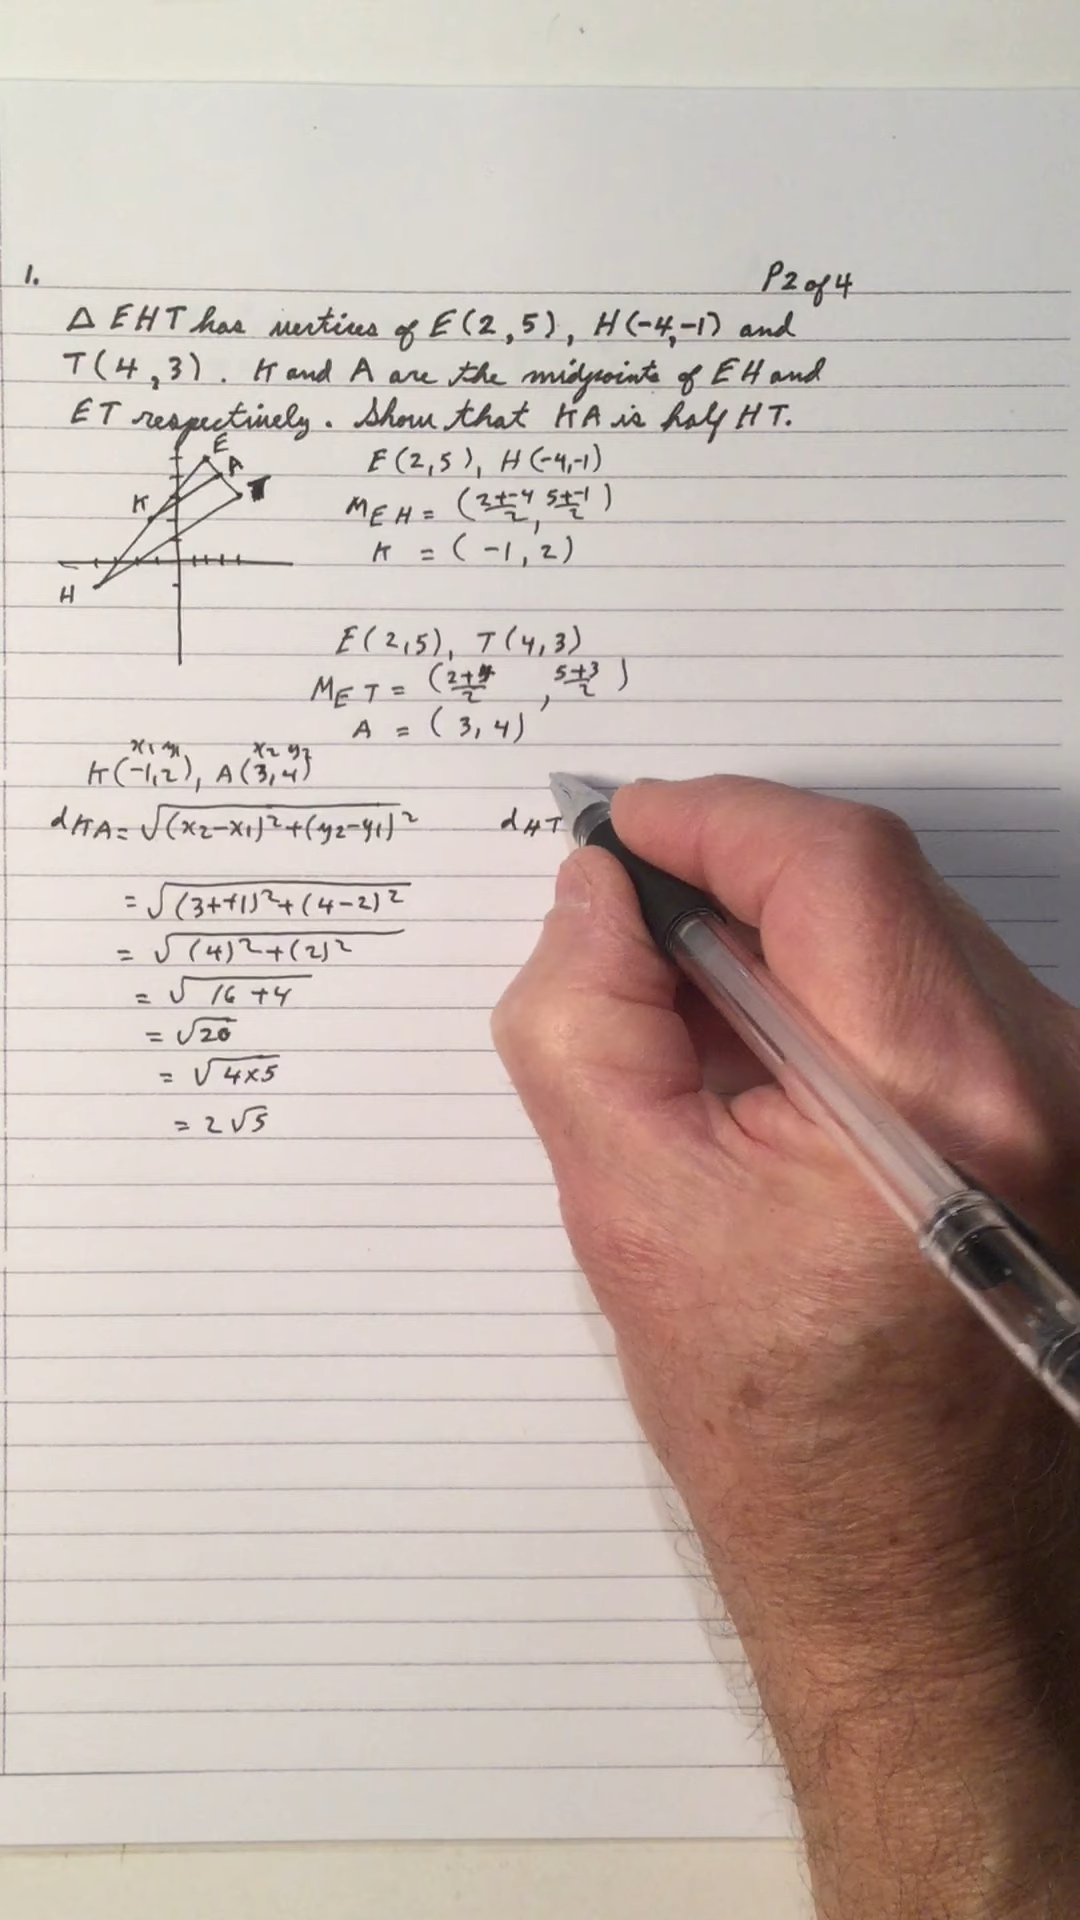 1.
P2 of 4
△ EHT has vertices of E(2,5), H(-4,-1) and
T(4,3). K and A are the midpoints of EH and
ET respectively. Show that KA is half HT.
E
A
K
T
H
E(2,5), H(-4,-1)
M EH = (2+-4/2, 5+-1/2)
K = (-1,2)
E(2,5), T(4,3)
M ET = (2+4/2, 5+3/2)
A = (3,4)
x₁ y₁ x₂ y₂
K(-1,2), A(3,4)
dKA = √(x₂-x₁)²+(y₂-y₁)²
= √(3++1)²+(4-2)²
= √(4)²+(2)²
= √16+4
= √20
= √4×5
= 2√5
dHT